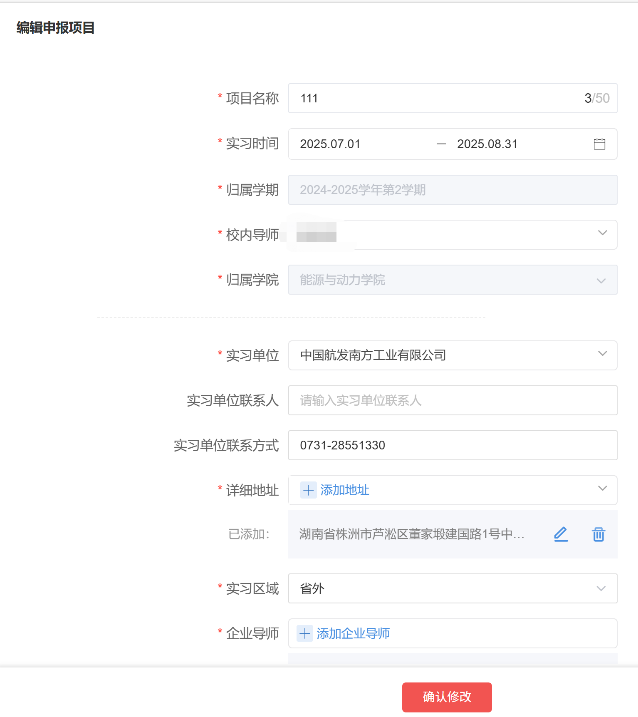 编辑申报项目
* 项目名称 111 3/50
* 实习时间 2025.07.01 — 2025.08.31
* 归属学期 2024-2025学年第2学期
* 校内导师
* 归属学院 能源与动力学院
* 实习单位 中国航发南方工业有限公司
实习单位联系人 请输入实习单位联系人
实习单位联系方式 0731-28551330
* 详细地址 + 添加地址
已添加: 湖南省株洲市芦淞区董家塅建国路1号中...
* 实习区域 省外
* 企业导师 + 添加企业导师
确认修改